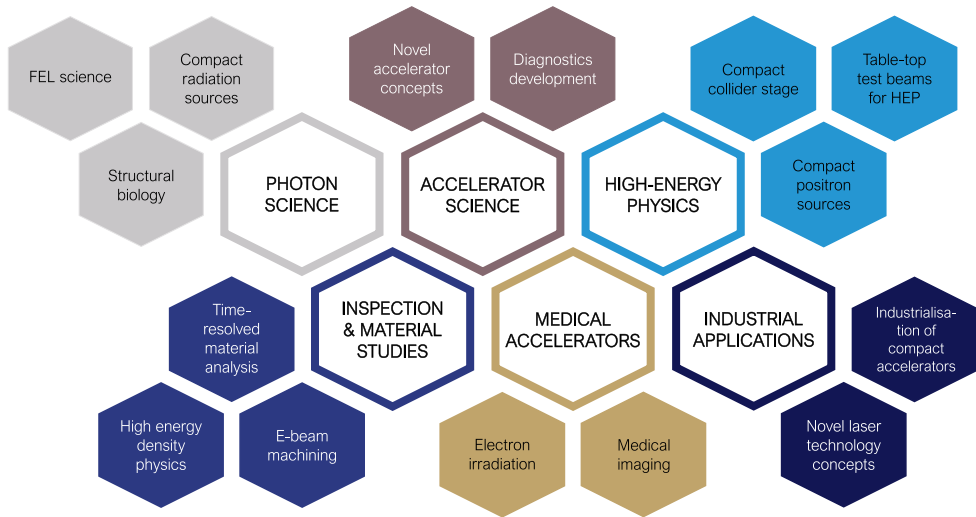 FEL science
Compact
radiation
sources
Structural
biology
PHOTON
SCIENCE
Novel
accelerator
concepts
Diagnostics
development
ACCELERATOR
SCIENCE
Compact
collider stage
Table-top
test beams
for HEP
Compact
positron
sources
HIGH-ENERGY
PHYSICS
Time-
resolved
material
analysis
High energy
density
physics
E-beam
machining
INSPECTION
& MATERIAL
STUDIES
MEDICAL
ACCELERATORS
Electron
irradiation
Medical
imaging
INDUSTRIAL
APPLICATIONS
Industrialisa-
tion of
compact
accelerators
Novel laser
technology
concepts